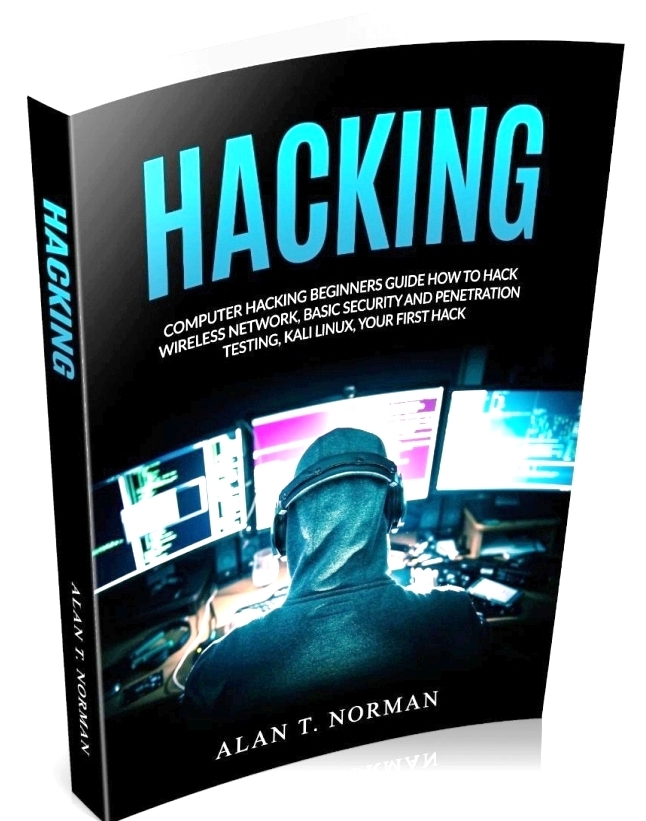 HACKING
COMPUTER HACKING BEGINNERS GUIDE HOW TO HACK
WIRELESS NETWORK, BASIC SECURITY AND PENETRATION
TESTING, KALI LINUX, YOUR FIRST HACK
ALAN T. NORMAN
HACKING
ALAN T. NORMAN